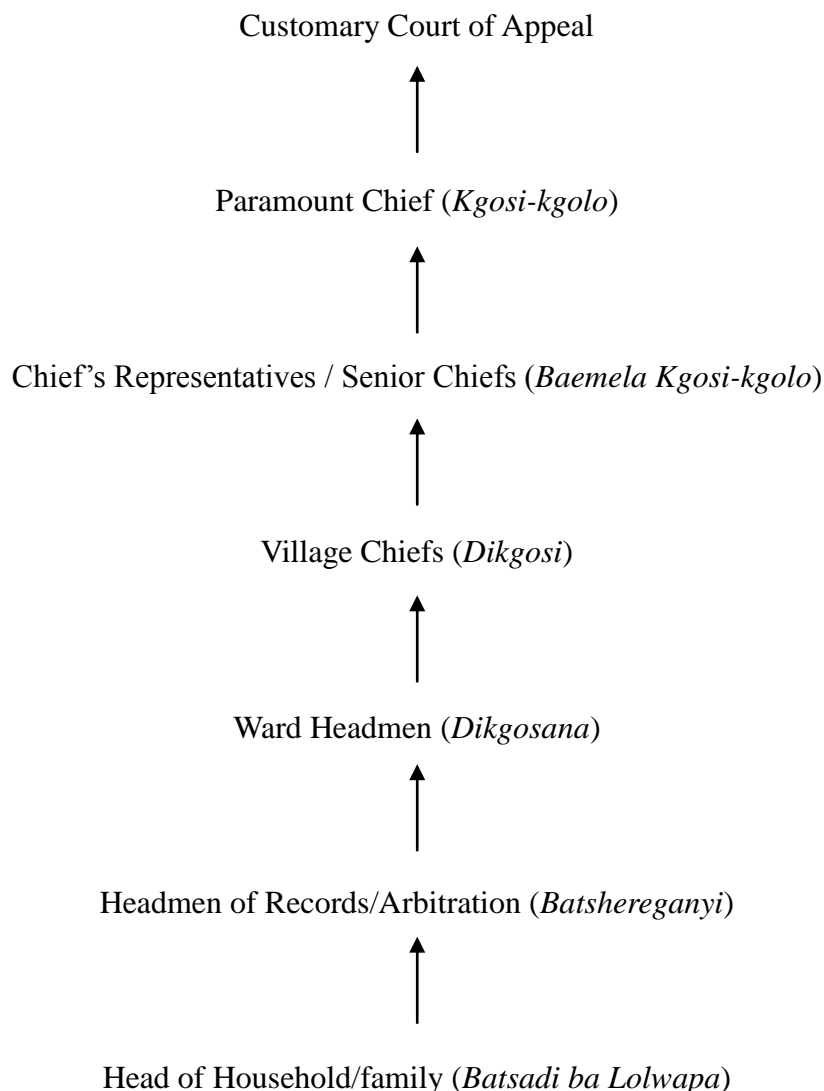 Customary Court of Appeal
Paramount Chief (Kgosi-kgolo)
Chief’s Representatives / Senior Chiefs (Baemela Kgosi-kgolo)
Village Chiefs (Dikgosi)
Ward Headmen (Dikgosana)
Headmen of Records/Arbitration (Batshereganyi)
Head of Household/family (Batsadi ba Lolwapa)